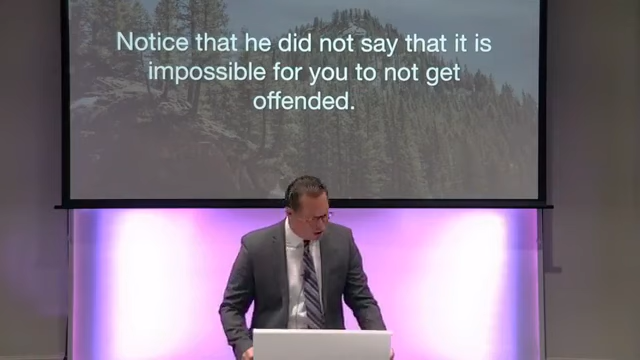 Notice that he did not say that it is
impossible for you to not get
offended.